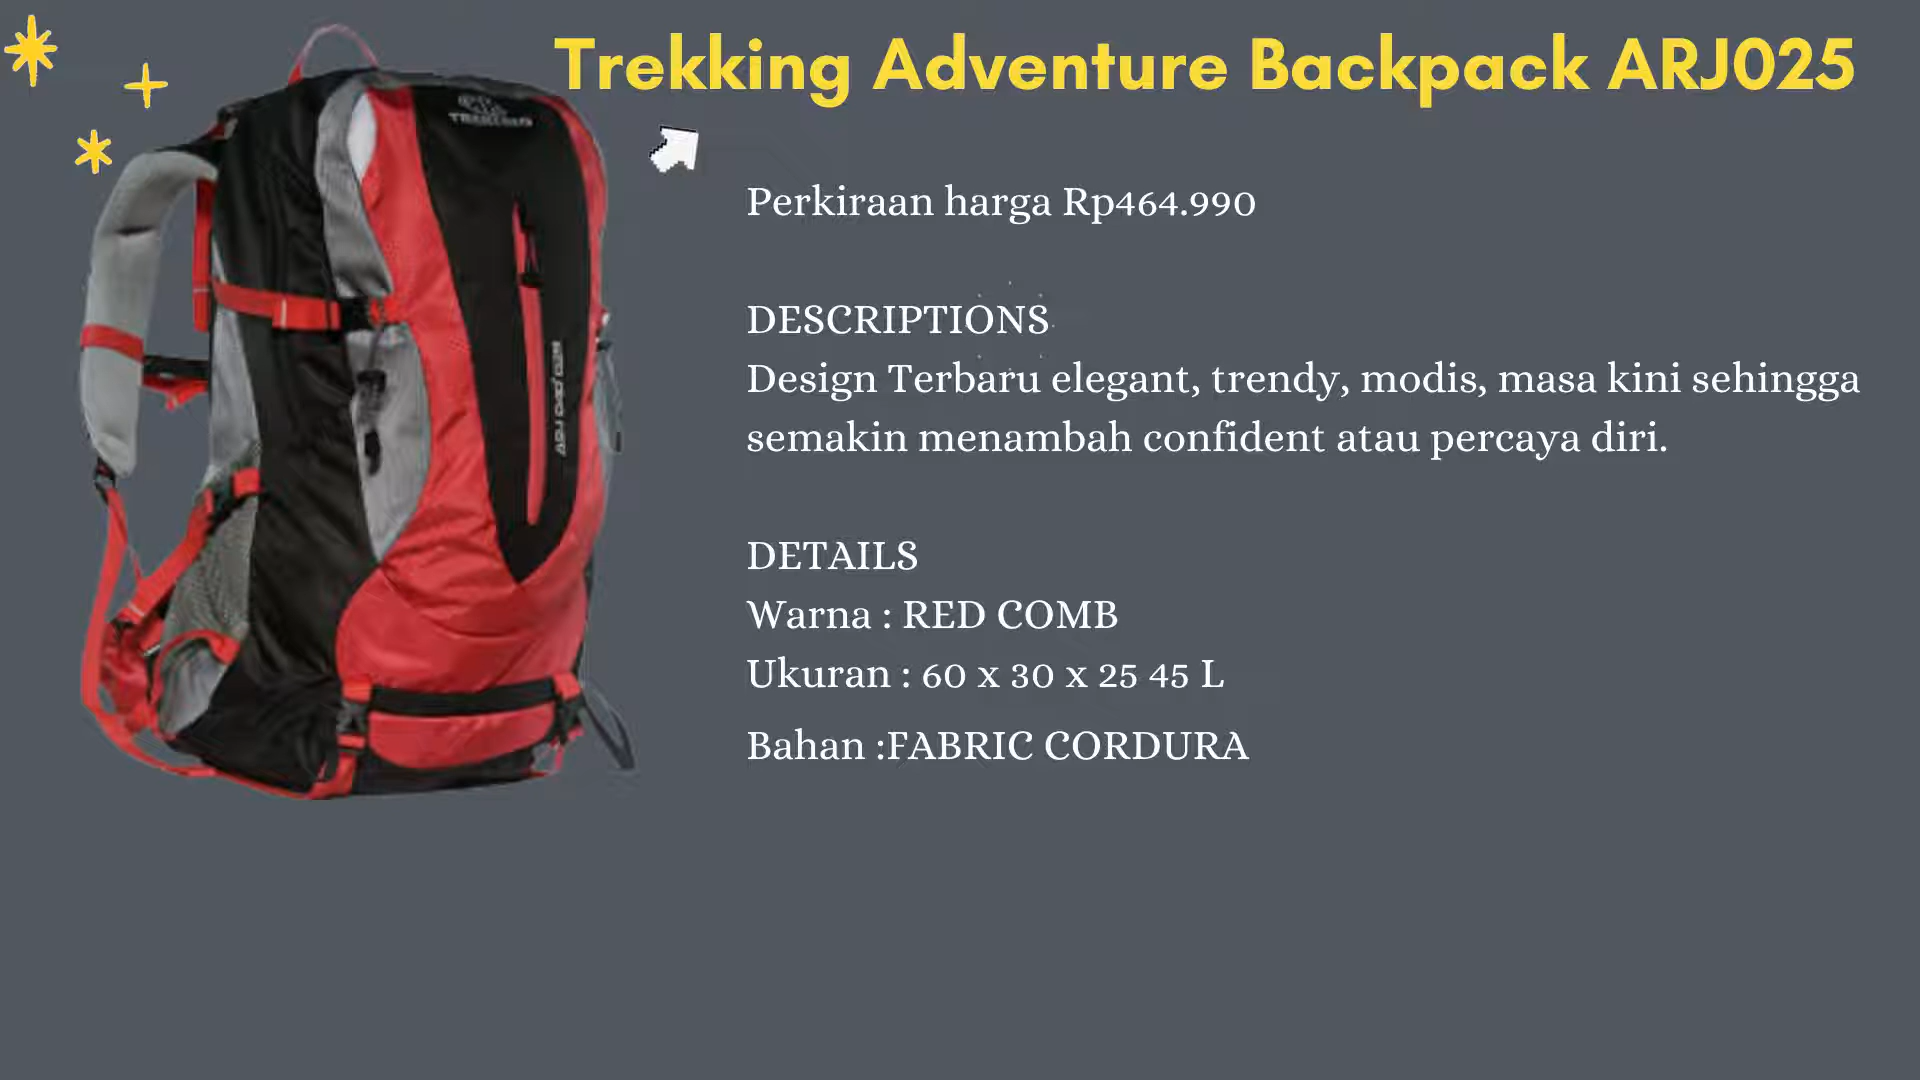 Trekking Adventure Backpack ARJ025
Perkiraan harga Rp464.990
DESCRIPTIONS
Design Terbaru elegant, trendy, modis, masa kini sehingga
semakin menambah confident atau percaya diri.
DETAILS
Warna : RED COMB
Ukuran : 60 x 30 x 25 45 L
Bahan :FABRIC CORDURA